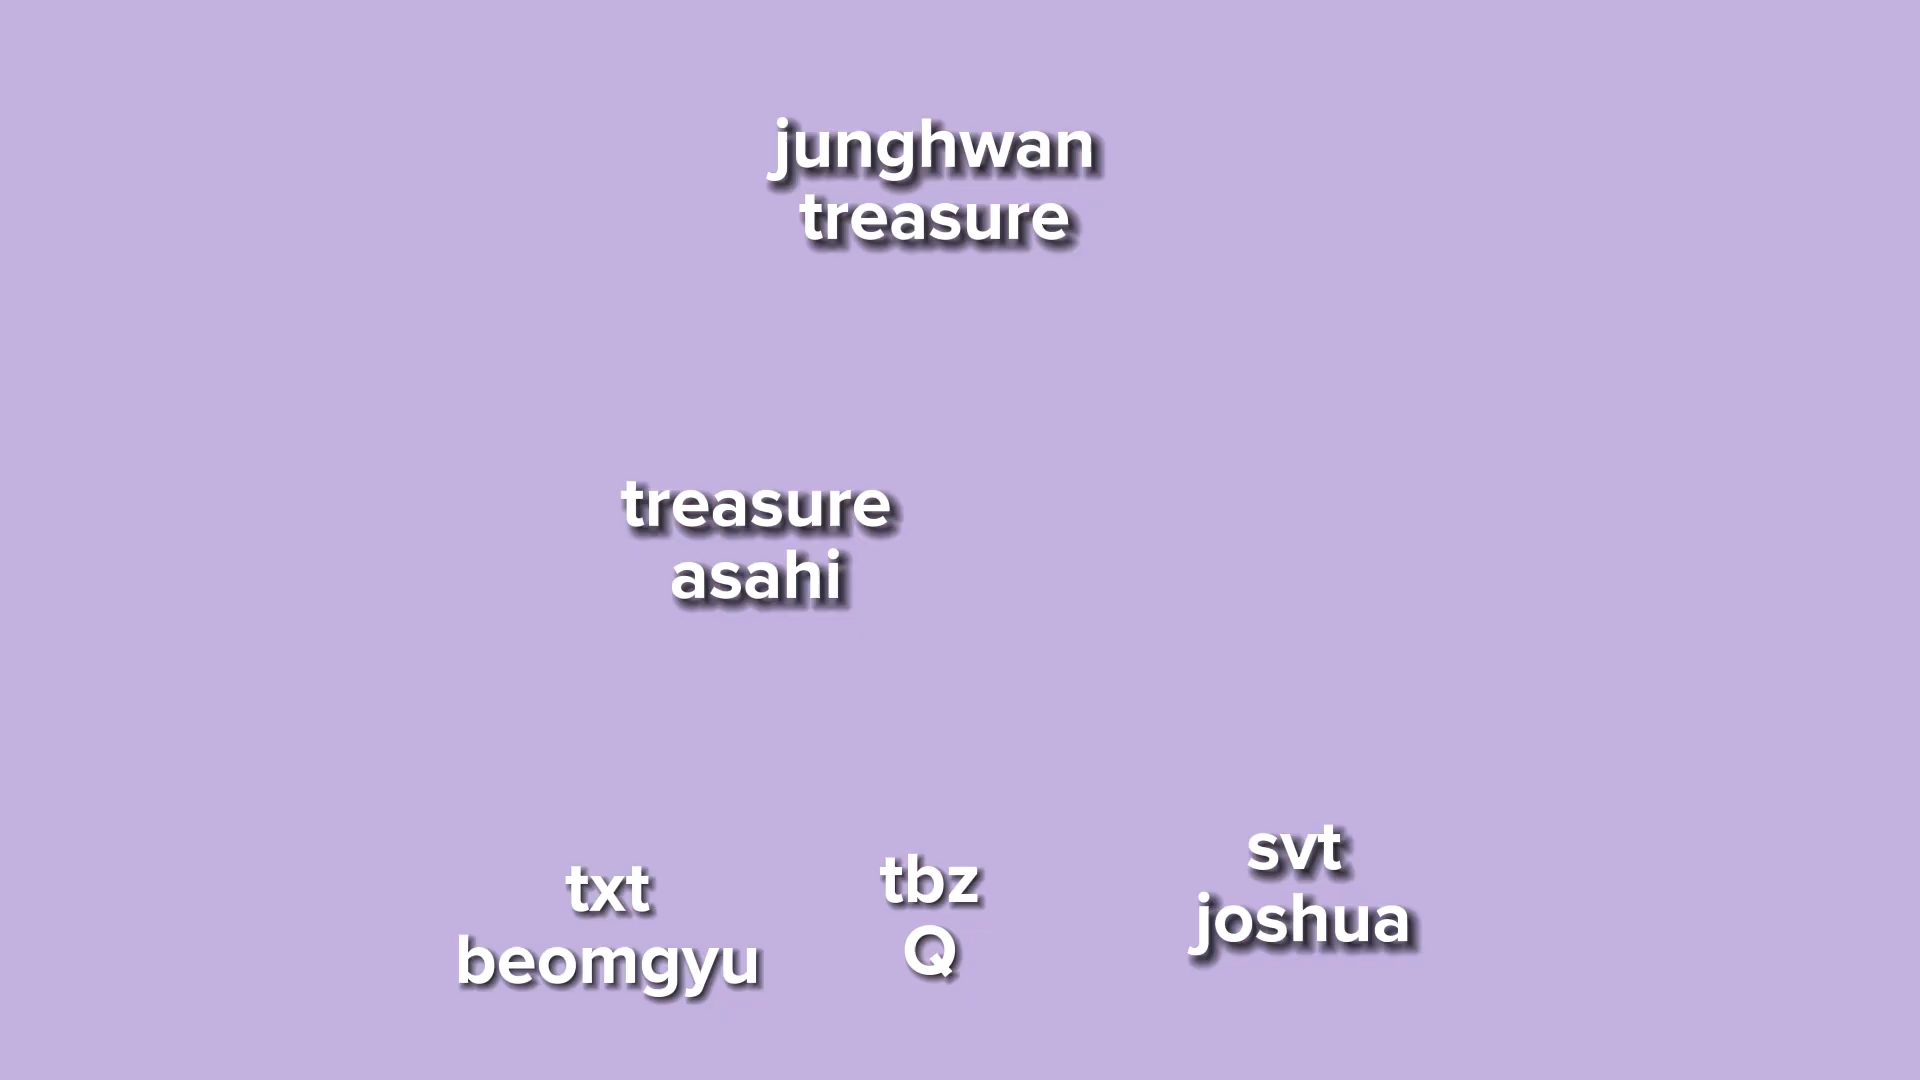 junghwan
treasure
treasure
asahi
txt
beomgyu
tbz
Q
svt
joshua